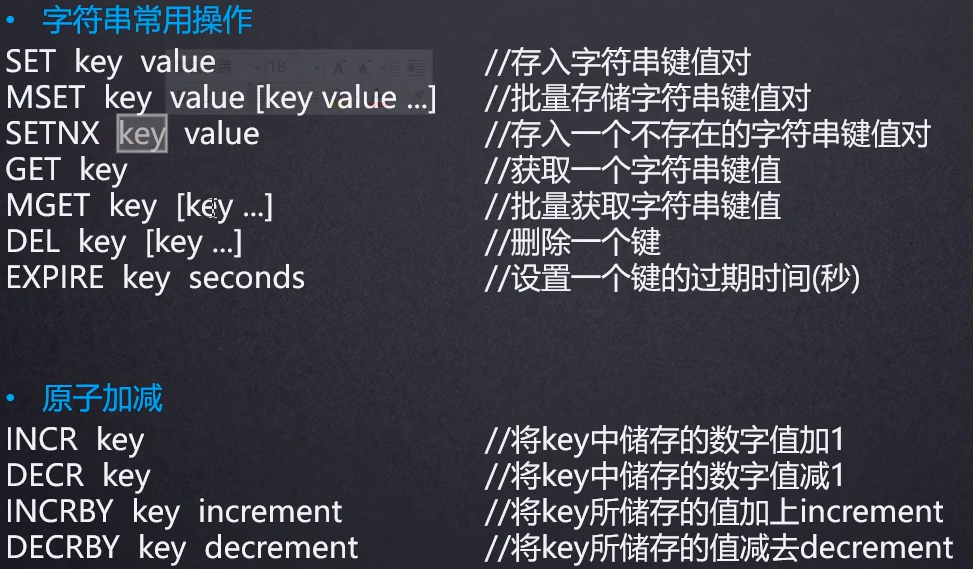 • 字符串常用操作
SET key value //存入字符串键值对
MSET key value [key value ...] //批量存储字符串键值对
SETNX key value //存入一个不存在的字符串键值对
GET key //获取一个字符串键值
MGET key [key ...] //批量获取字符串键值
DEL key [key ...] //删除一个键
EXPIRE key seconds //设置一个键的过期时间(秒)
• 原子加减
INCR key //将key中储存的数字值加1
DECR key //将key中储存的数字值减1
INCRBY key increment //将key所储存的值加上increment
DECRBY key decrement //将key所储存的值减去decrement